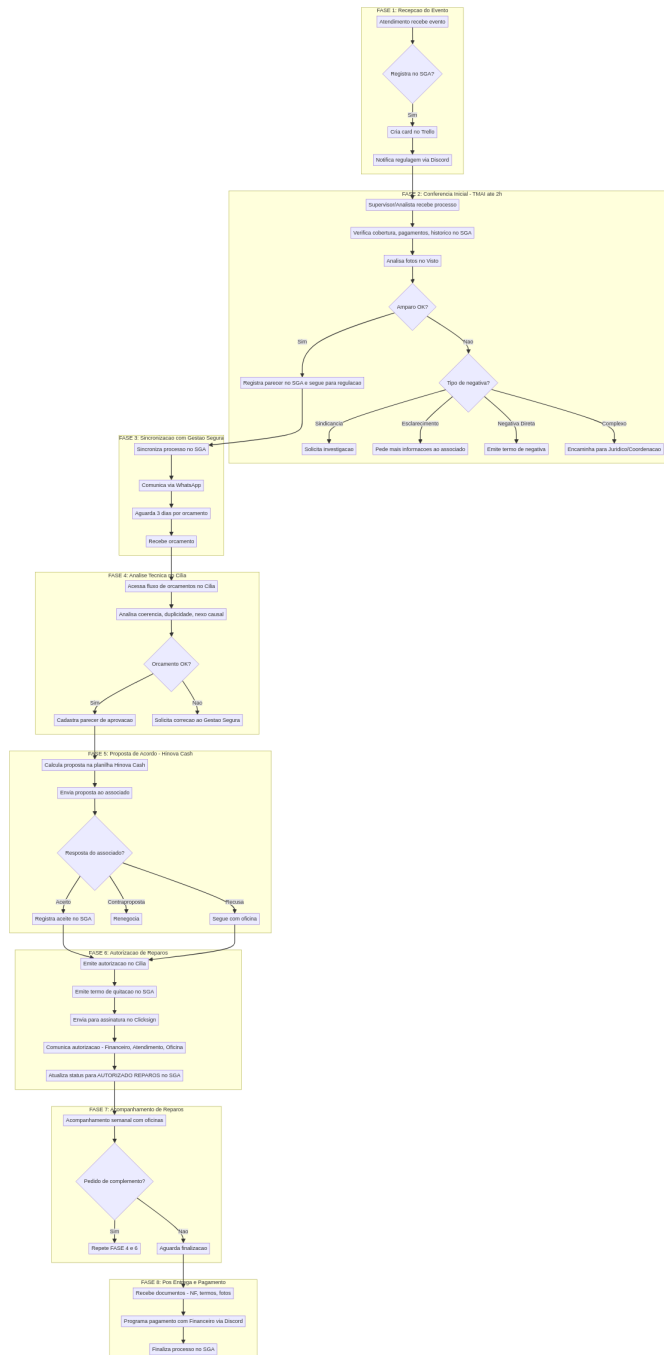 FASE 1: Recepcao do Evento
Atendimento recebe evento
Registra no SGA?
Sim
Cria card no Trello
Notifica regulagem via Discord
FASE 2: Conferencia Inicial - TMAI ate 2h
Supervisor/Analista recebe processo
Verifica cobertura, pagamentos, historico no SGA
Analisa fotos no Visto
Amparo OK?
Sim
Nao
Registra parecer no SGA e segue para regulacao
Tipo de negativa?
Sindicancia
Esclarecimento
Negativa Direta
Complexo
Solicita investigacao
Pede mais informacoes ao associado
Emite termo de negativa
Encaminha para Juridico/Coordenacao
FASE 3: Sincronizacao com Gestao Segura
Sincroniza processo no SGA
Comunica via WhatsApp
Aguarda 3 dias por orcamento
Recebe orcamento
FASE 4: Analise Tecnica no Cilia
Acessa fluxo de orcamentos no Cilia
Analisa coerencia, duplicidade, nexo causal
Orcamento OK?
Sim
Nao
Cadastra parecer de aprovacao
Solicita correcao ao Gestao Segura
FASE 5: Proposta de Acordo - Hinova Cash
Calcula proposta na planilha Hinova Cash
Envia proposta ao associado
Resposta do associado?
Aceito
Contraproposta
Recusa
Registra aceite no SGA
Renegocia
Segue com oficina
FASE 6: Autorizacao de Reparos
Emite autorizacao no Cilia
Emite termo de quitacao no SGA
Envia para assinatura no Clicksign
Comunica autorizacao - Financeiro, Atendimento, Oficina
Atualiza status para AUTORIZADO REPAROS no SGA
FASE 7: Acompanhamento de Reparos
Acompanhamento semanal com oficinas
Pedido de complemento?
Sim
Nao
Repete FASE 4 e 6
Aguarda finalizacao
FASE 8: Pos Entrega e Pagamento
Recebe documentos - NF, termos, fotos
Programa pagamento com Financeiro via Discord
Finaliza processo no SGA